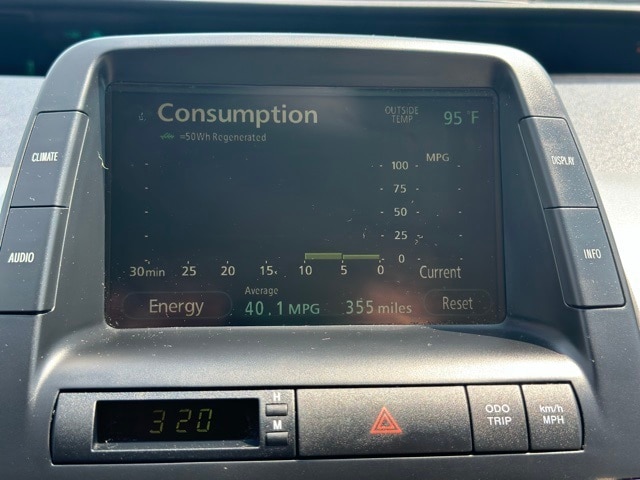 Consumption
OUTSIDE TEMP 95°F
=50Wh Regenerated
MPG
100
75
50
25
0
30min 25 20 15 10 5 0 Current
Energy Average 40.1 MPG 355 miles Reset
CLIMATE
AUDIO
DISPLAY
INFO
3 20
H
M
ODO TRIP
km/h MPH